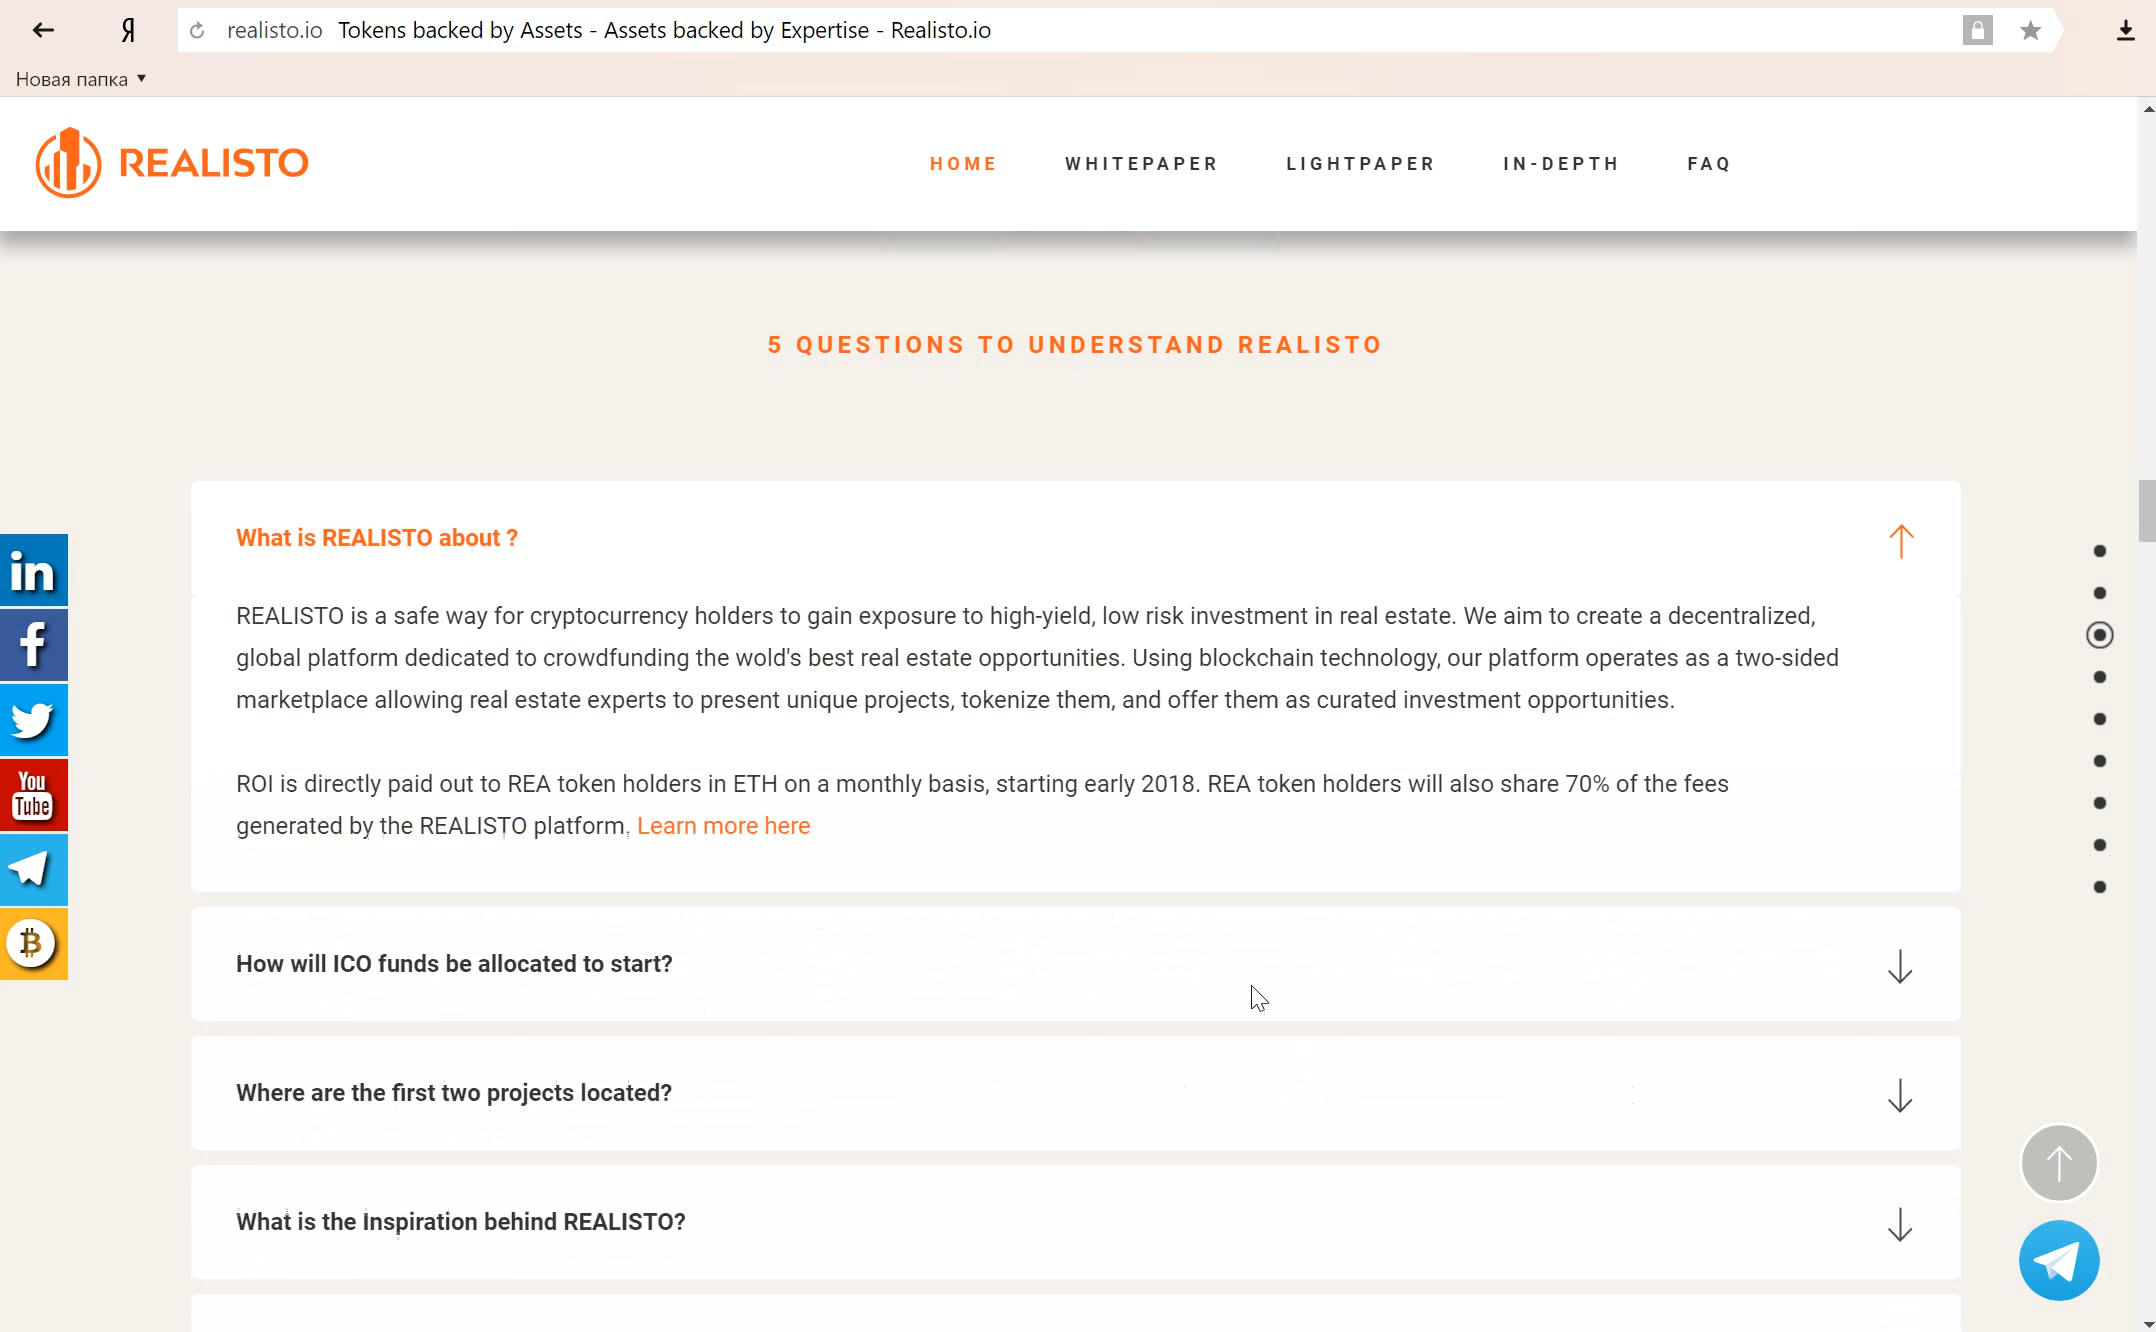 Я
realisto.io Tokens backed by Assets - Assets backed by Expertise - Realisto.io
Новая папка
REALISTO
HOME WHITEPAPER LIGHTPAPER IN-DEPTH FAQ
5 QUESTIONS TO UNDERSTAND REALISTO
What is REALISTO about ?
REALISTO is a safe way for cryptocurrency holders to gain exposure to high-yield, low risk investment in real estate. We aim to create a decentralized,
global platform dedicated to crowdfunding the wold's best real estate opportunities. Using blockchain technology, our platform operates as a two-sided
marketplace allowing real estate experts to present unique projects, tokenize them, and offer them as curated investment opportunities.
ROI is directly paid out to REA token holders in ETH on a monthly basis, starting early 2018. REA token holders will also share 70% of the fees
generated by the REALISTO platform. Learn more here
How will ICO funds be allocated to start?
Where are the first two projects located?
What is the Inspiration behind REALISTO?
in
f
You
Tube